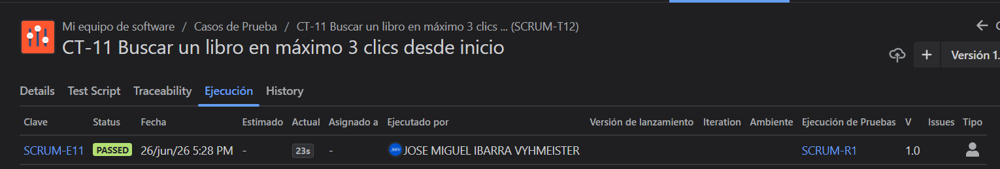 Mi equipo de software / Casos de Prueba / CT-11 Buscar un libro en máximo 3 clics ... (SCRUM-T12)
CT-11 Buscar un libro en máximo 3 clics desde inicio
+ Versión 1.
Details Test Script Traceability Ejecución History
Clave Status Fecha Estimado Actual Asignado a Ejecutado por Versión de lanzamiento Iteration Ambiente Ejecución de Pruebas V Issues Tipo
SCRUM-E11 PASSED 26/jun/26 5:28 PM - 23s - JMV JOSE MIGUEL IBARRA VYHMEISTER SCRUM-R1 1.0